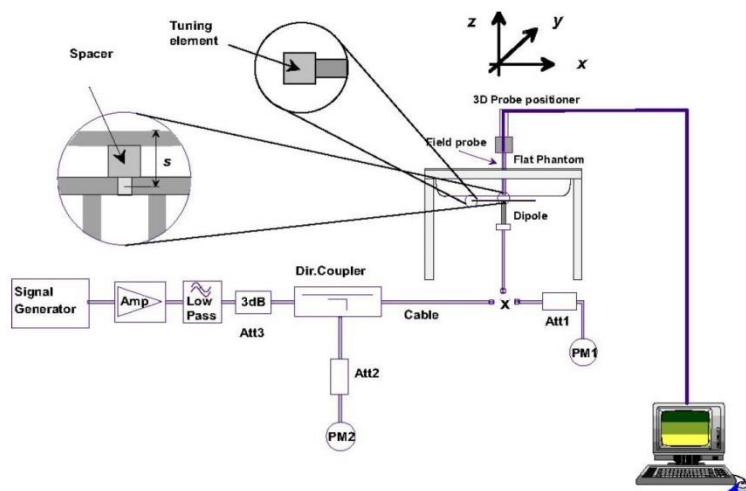 Tuning
element
Spacer
s
z
y
x
3D Probe positioner
Field probe
Flat Phantom
Dipole
Dir.Coupler
Signal
Generator
Amp
Low
Pass
3dB
Att3
Cable
x
Att1
PM1
Att2
PM2